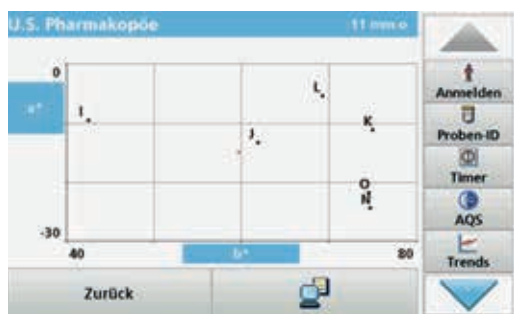 U.S. Pharmakopöe 11 mm o
0
a*
I
J
L
K
O
N
-30
40
b*
80
Anmelden
Proben-ID
Timer
AQS
Trends
Zurück